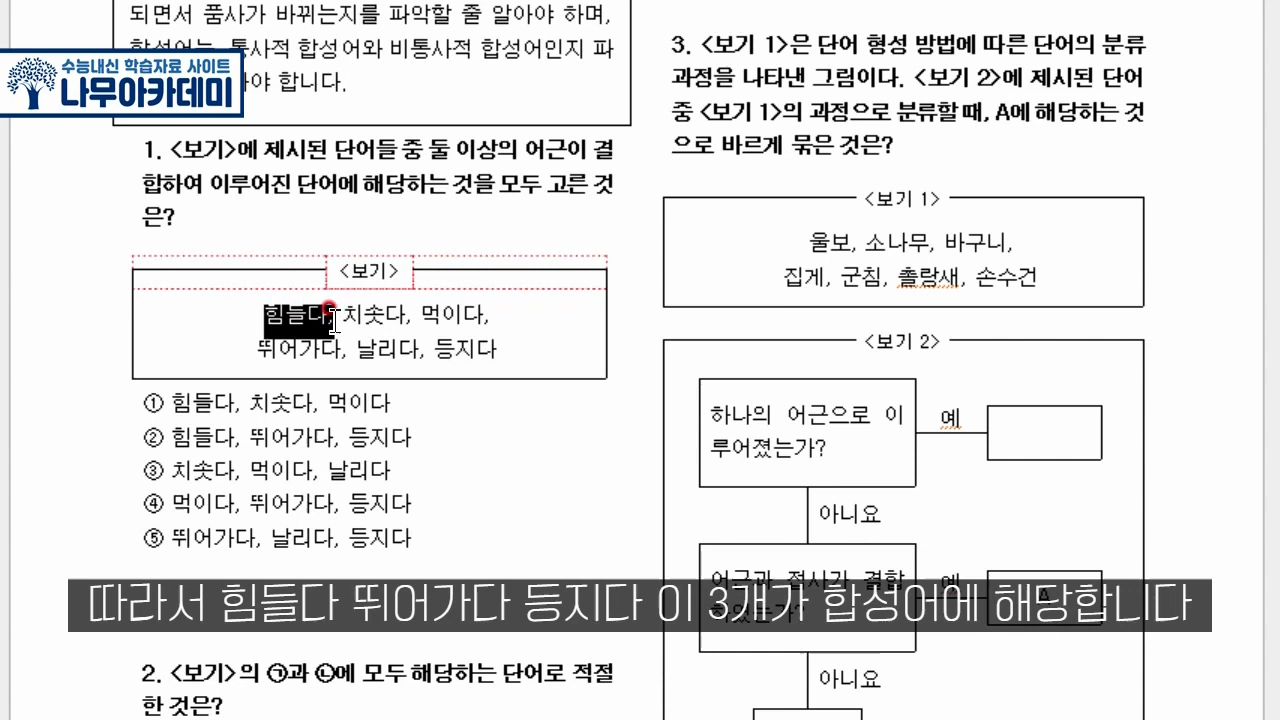 되면서 품사가 바뀌는지를 파악할 줄 알아야 하며,
합성어는 통사적 합성어와 비통사적 합성어인지 파
야 합니다.
수능내신 학습자료 사이트
나무아카데미
1. <보기>에 제시된 단어들 중 둘 이상의 어근이 결
합하여 이루어진 단어에 해당하는 것을 모두 고른 것
은?
<보기>
힘들다, 치솟다, 먹이다,
뛰어가다, 날리다, 등지다
① 힘들다, 치솟다, 먹이다
② 힘들다, 뛰어가다, 등지다
③ 치솟다, 먹이다, 날리다
④ 먹이다, 뛰어가다, 등지다
⑤ 뛰어가다, 날리다, 등지다
2. <보기>의 ㉠과 ㉡에 모두 해당하는 단어로 적절
한 것은?
3. <보기 1>은 단어 형성 방법에 따른 단어의 분류
과정을 나타낸 그림이다. <보기 2>에 제시된 단어
중 <보기 1>의 과정으로 분류할 때, A에 해당하는 것
으로 바르게 묶은 것은?
<보기 1>
울보, 소나무, 바구니,
집게, 군침, 촐랑새, 손수건
<보기 2>
하나의 어근으로 이
루어졌는가?
예
아니요
어근과 접사가 결합
하였는가?
예
A
아니요
따라서 힘들다 뛰어가다 등지다 이 3개가 합성어에 해당합니다